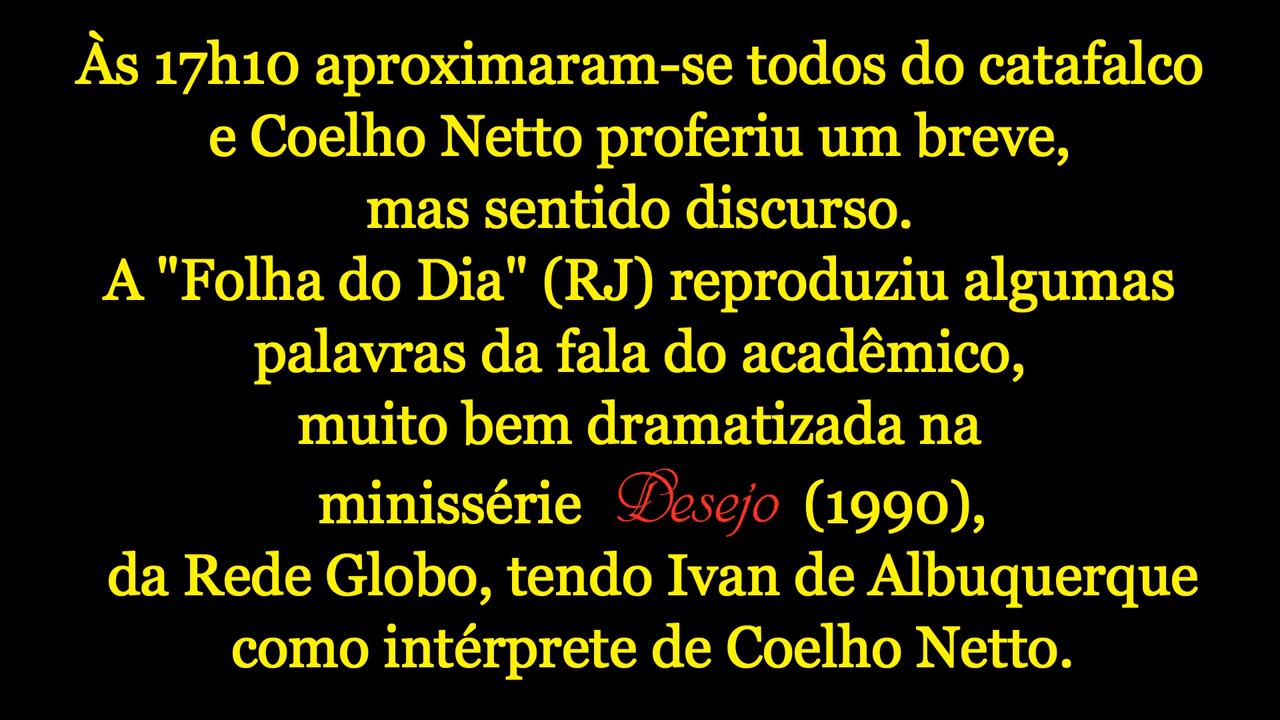 Às 17h10 aproximaram-se todos do catafalco
e Coelho Netto proferiu um breve,
mas sentido discurso.
A "Folha do Dia" (RJ) reproduziu algumas
palavras da fala do acadêmico,
muito bem dramatizada na
minissérie Desejo (1990),
da Rede Globo, tendo Ivan de Albuquerque
como intérprete de Coelho Netto.